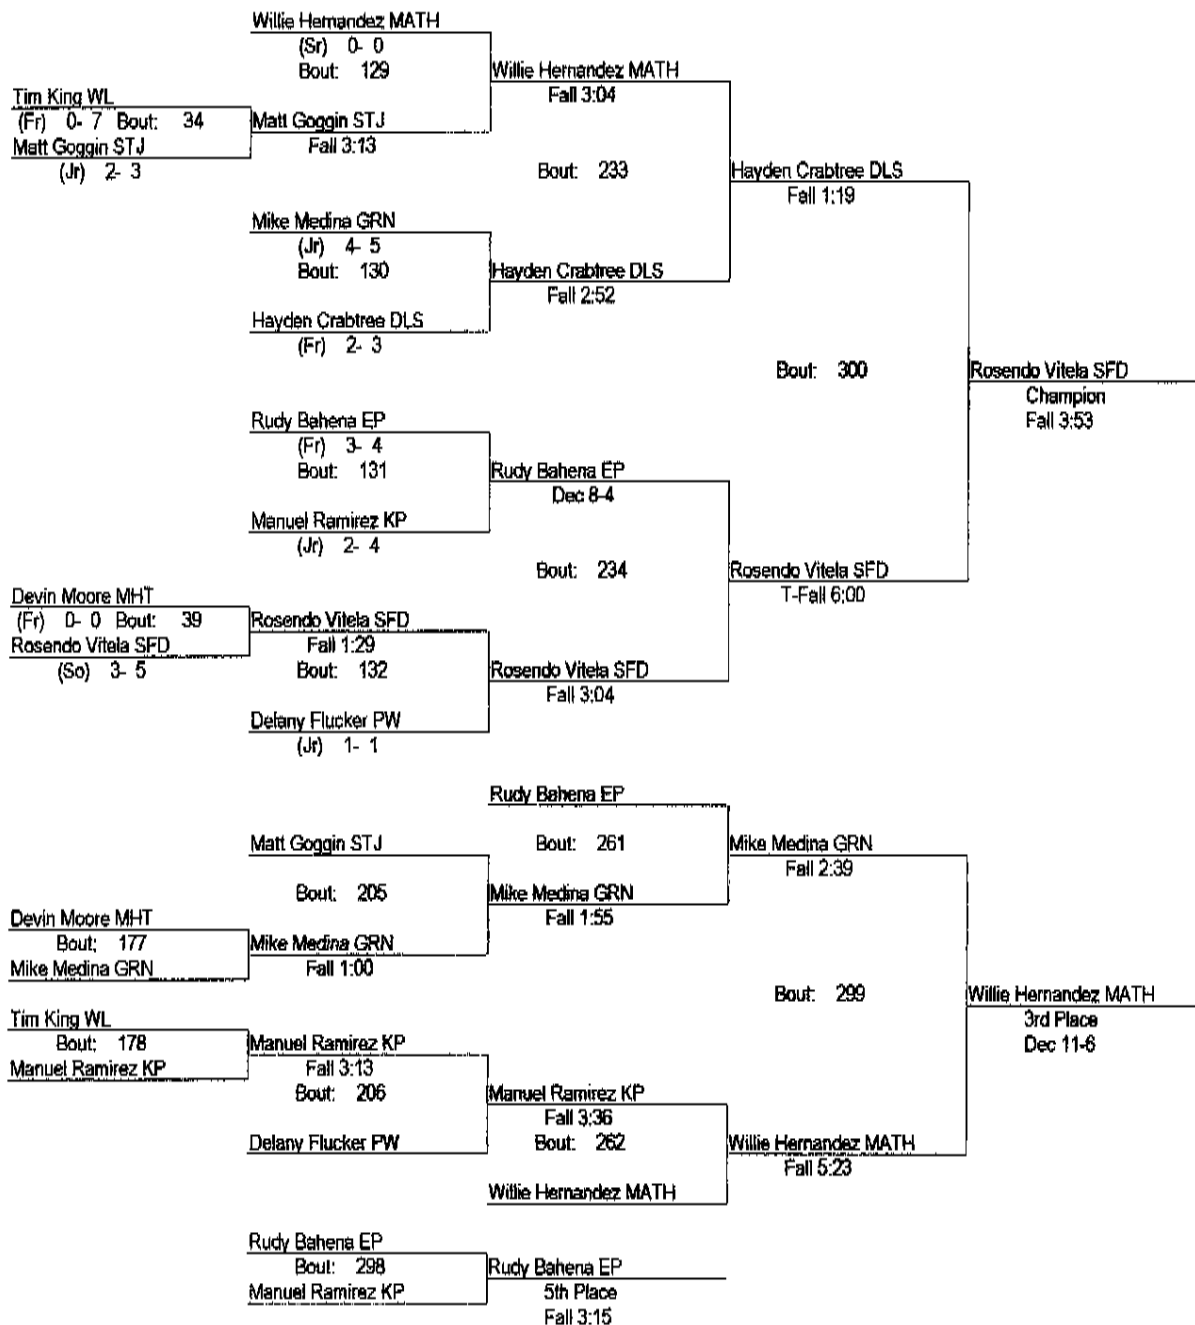 Willie Hernandez MATH
(Sr) 0- 0
Bout: 129
Willie Hernandez MATH
Fall 3:04
Tim King WL
(Fr) 0- 7 Bout: 34
Matt Goggin STJ
(Jr) 2- 3
Matt Goggin STJ
Fall 3:13
Bout: 233
Hayden Crabtree DLS
Fall 1:19
Mike Medina GRN
(Jr) 4- 5
Bout: 130
Hayden Crabtree DLS
Fall 2:52
Hayden Crabtree DLS
(Fr) 2- 3
Bout: 300
Rosendo Vitela SFD
Champion
Fall 3:53
Rudy Bahena EP
(Fr) 3- 4
Bout: 131
Rudy Bahena EP
Dec 8-4
Manuel Ramirez KP
(Jr) 2- 4
Bout: 234
Rosendo Vitela SFD
T-Fall 6:00
Devin Moore MHT
(Fr) 0- 0 Bout: 39
Rosendo Vitela SFD
(So) 3- 5
Rosendo Vitela SFD
Fall 1:29
Bout: 132
Rosendo Vitela SFD
Fall 3:04
Delany Flucker PW
(Jr) 1- 1
Rudy Bahena EP
Bout: 261
Mike Medina GRN
Fall 2:39
Matt Goggin STJ
Bout: 205
Mike Medina GRN
Fall 1:55
Devin Moore MHT
Bout: 177
Mike Medina GRN
Mike Medina GRN
Fall 1:00
Bout: 299
Willie Hernandez MATH
3rd Place
Dec 11-6
Tim King WL
Bout: 178
Manuel Ramirez KP
Manuel Ramirez KP
Fall 3:13
Bout: 206
Manuel Ramirez KP
Fall 3:36
Bout: 262
Delany Flucker PW
Willie Hernandez MATH
Fall 5:23
Willie Hernandez MATH
Rudy Bahena EP
Bout: 298
Manuel Ramirez KP
Rudy Bahena EP
5th Place
Fall 3:15